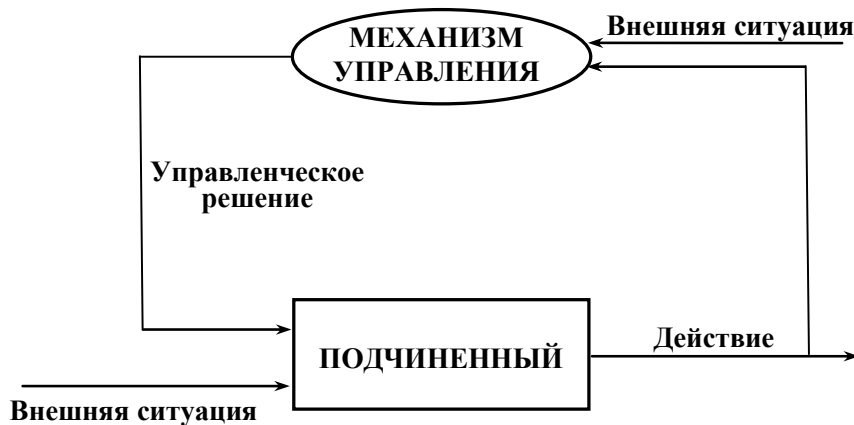 МЕХАНИЗМ
УПРАВЛЕНИЯ
Внешняя ситуация
Управленческое
решение
ПОДЧИНЕННЫЙ
Действие
Внешняя ситуация